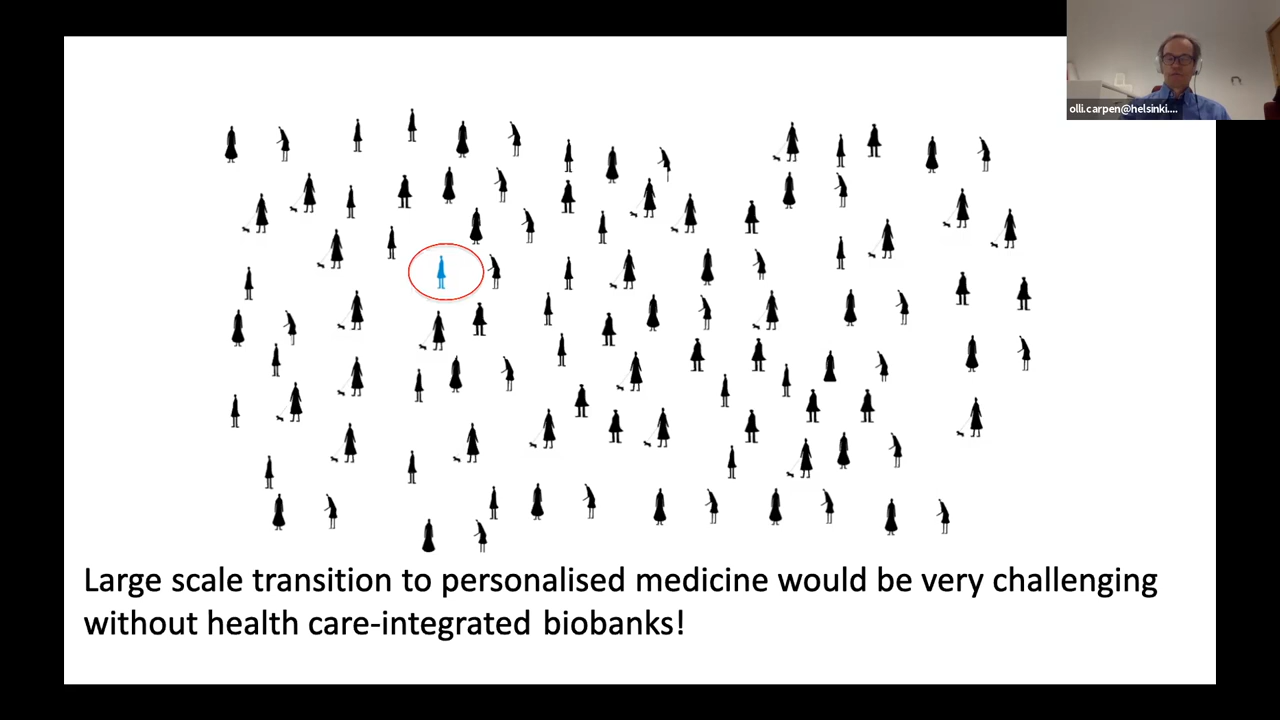 olli.carpen@helsinki....
Large scale transition to personalised medicine would be very challenging
without health care-integrated biobanks!